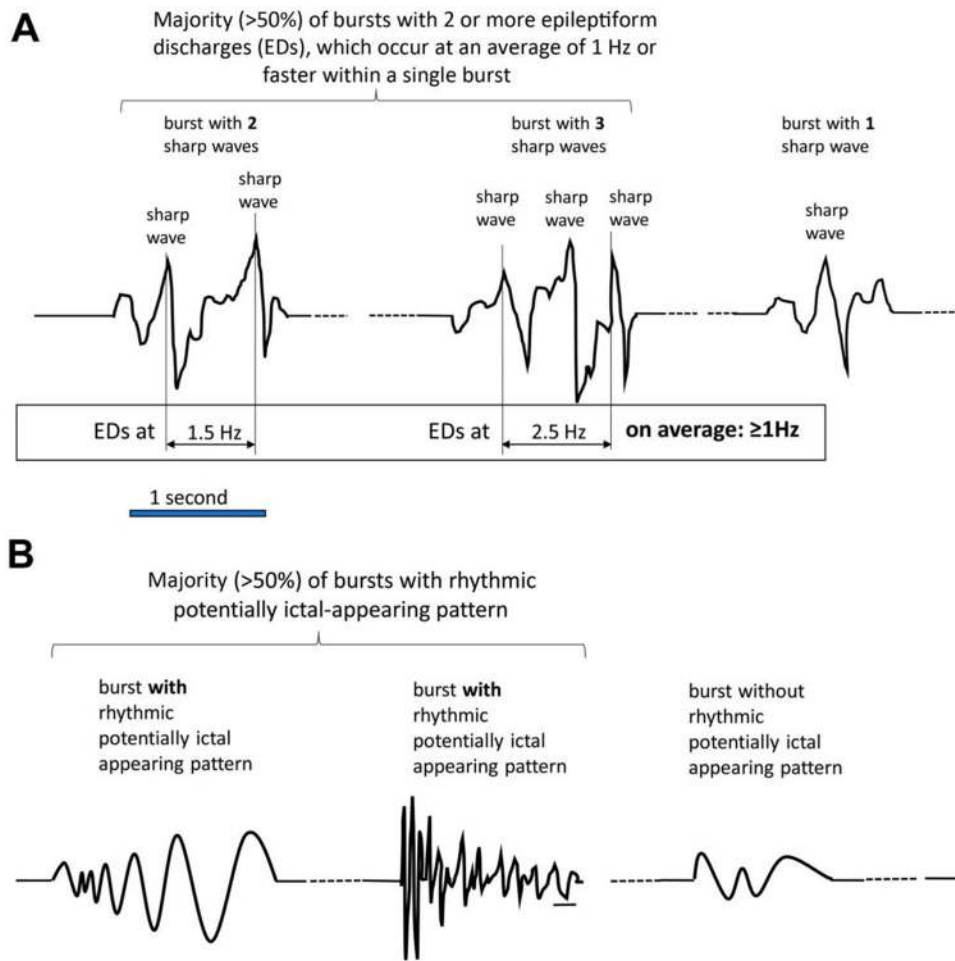 A
Majority (>50%) of bursts with 2 or more epileptiform
discharges (EDs), which occur at an average of 1 Hz or
faster within a single burst
burst with 2
sharp waves
burst with 3
sharp waves
burst with 1
sharp wave
sharp
wave
sharp
wave
sharp
wave
sharp
wave
sharp
wave
sharp
wave
EDs at
1.5 Hz
EDs at
2.5 Hz
on average: ≥1Hz
1 second
B
Majority (>50%) of bursts with rhythmic
potentially ictal-appearing pattern
burst with
rhythmic
potentially ictal
appearing pattern
burst with
rhythmic
potentially ictal
appearing pattern
burst without
rhythmic
potentially ictal
appearing pattern